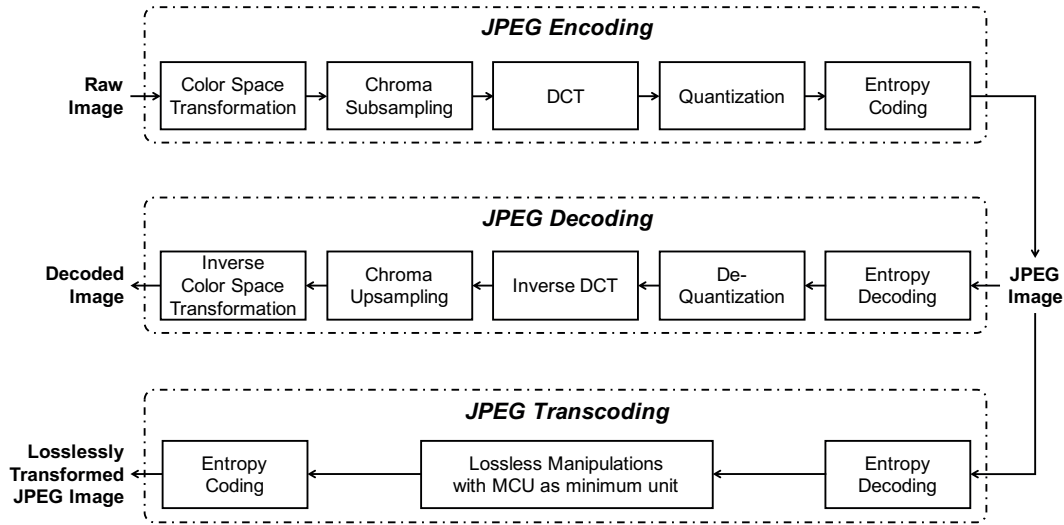 JPEG Encoding
Raw
Image
Color Space
Transformation
Chroma
Subsampling
DCT
Quantization
Entropy
Coding
JPEG Decoding
Decoded
Image
Inverse
Color Space
Transformation
Chroma
Upsampling
Inverse DCT
De-
Quantization
Entropy
Decoding
JPEG
Image
JPEG Transcoding
Losslessly
Transformed
JPEG Image
Entropy
Coding
Lossless Manipulations
with MCU as minimum unit
Entropy
Decoding